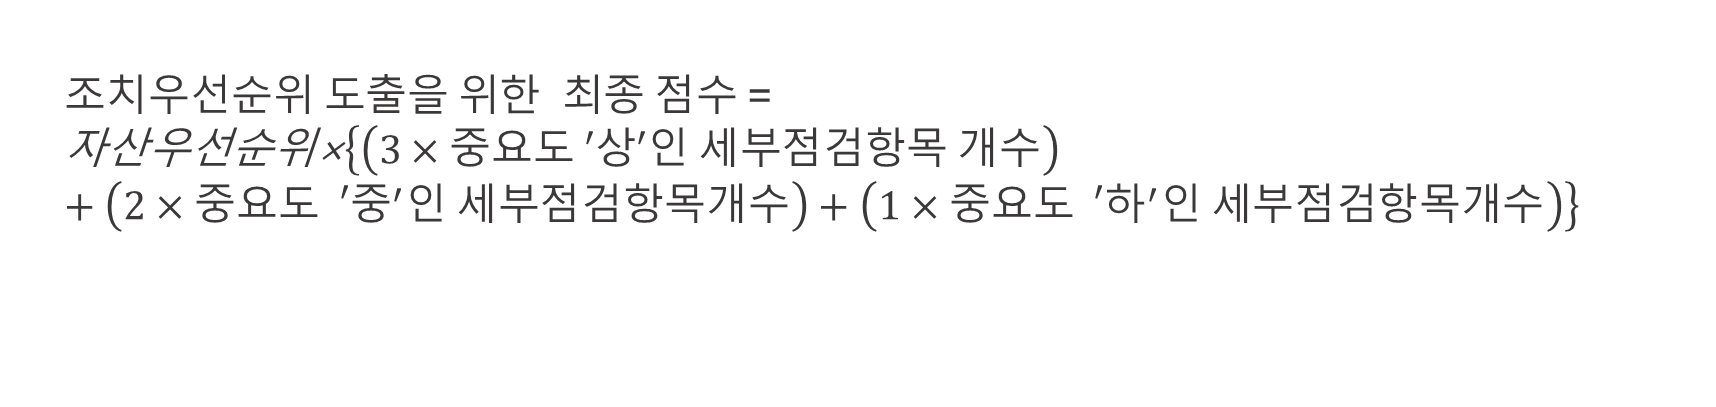 조치우선순위 도출을 위한  최종 점수 =
자산우선순위×{(3 × 중요도 '상'인 세부점검항목 개수)
+ (2 × 중요도  '중'인 세부점검항목개수) + (1 × 중요도  '하'인 세부점검항목개수)}